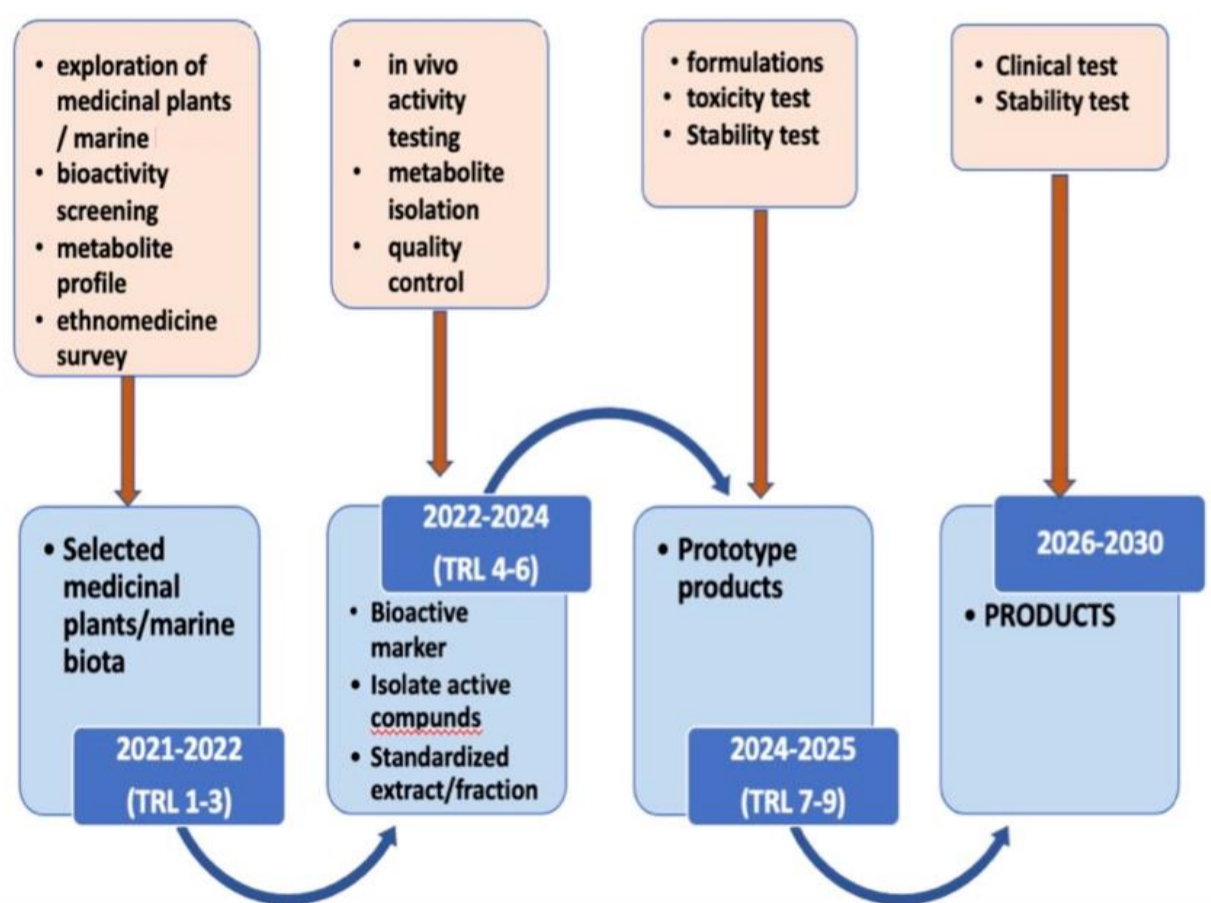 • exploration of
medicinal plants
/ marine
• bioactivity
screening
• metabolite
profile
• ethnomedicine
survey
• in vivo
activity
testing
• metabolite
isolation
• quality
control
• formulations
• toxicity test
• Stability test
• Clinical test
• Stability test
• Selected
medicinal
plants/marine
biota
2021-2022
(TRL 1-3)
2022-2024
(TRL 4-6)
• Bioactive
marker
• Isolate active
compunds
• Standardized
extract/fraction
• Prototype
products
2024-2025
(TRL 7-9)
2026-2030
• PRODUCTS